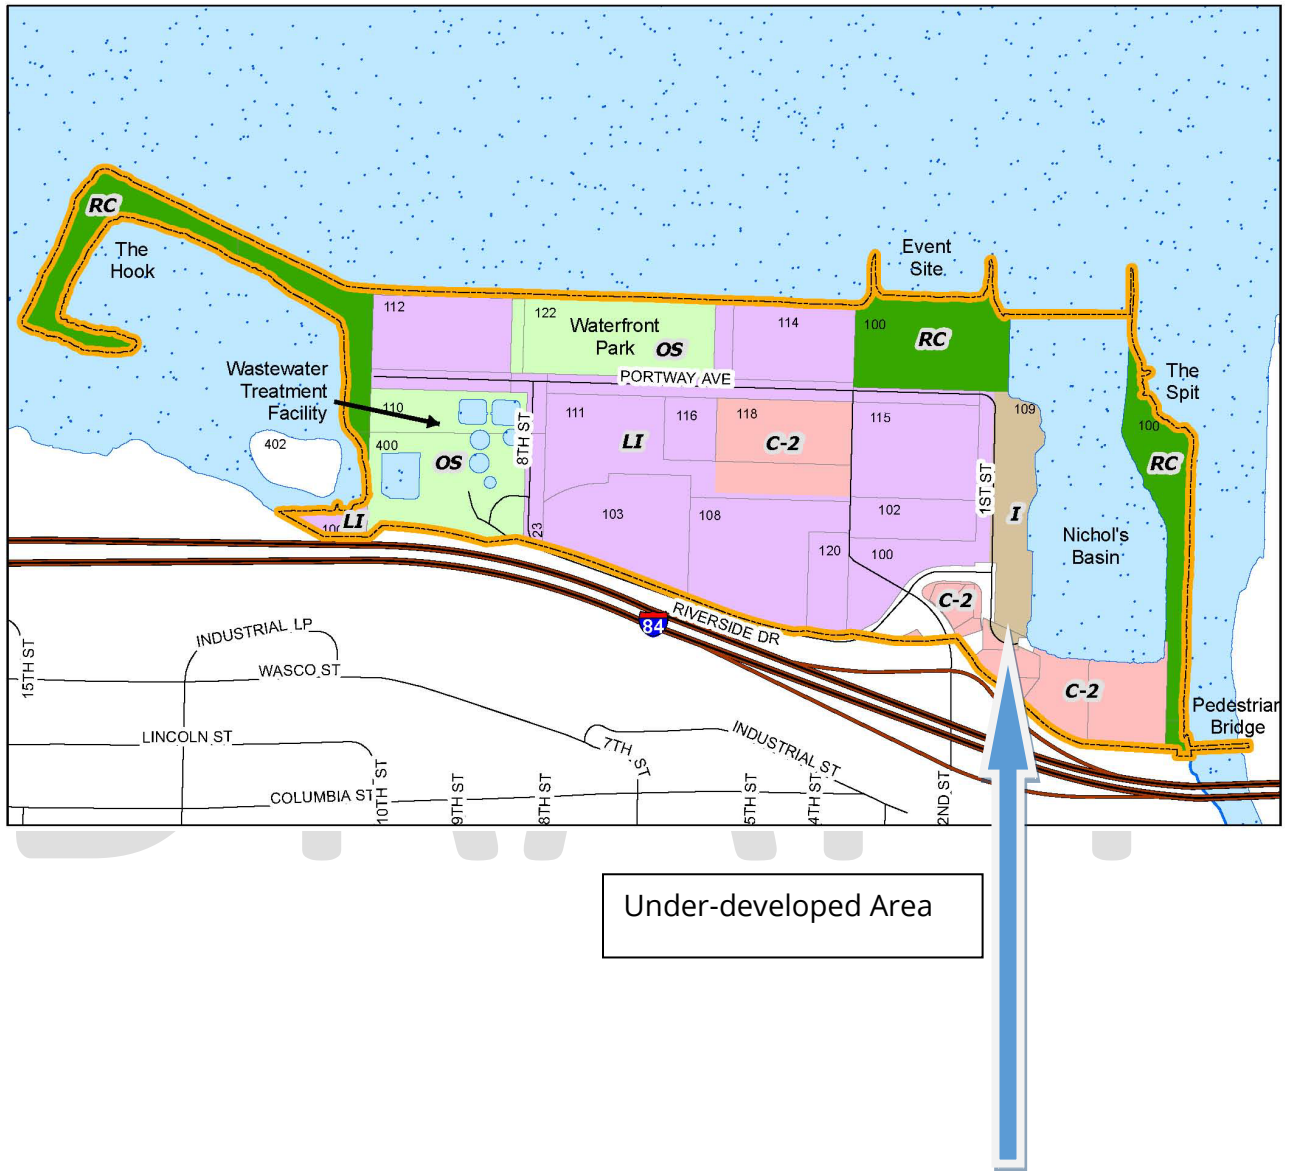 RC
The
Hook
Event
Site.
112
122
Waterfront
Park OS
114
100
RC
PORTWAY AVE
Wastewater
Treatment
Facility
The
Spit
110
400
OS
8TH ST
111
LI
116
118
C-2
115
109
100
RC
402
1ST ST
I
LI
23
103
108
102
120
100
Nichol's
Basin
C-2
RIVERSIDE DR
84
INDUSTRIAL LP
WASCO ST
15TH ST
C-2
Pedestrian
Bridge
LINCOLN ST
7TH ST
INDUSTRIAL ST
COLUMBIA ST
10TH ST
9TH ST
8TH ST
5TH ST
4TH ST
2ND ST
Under-developed Area